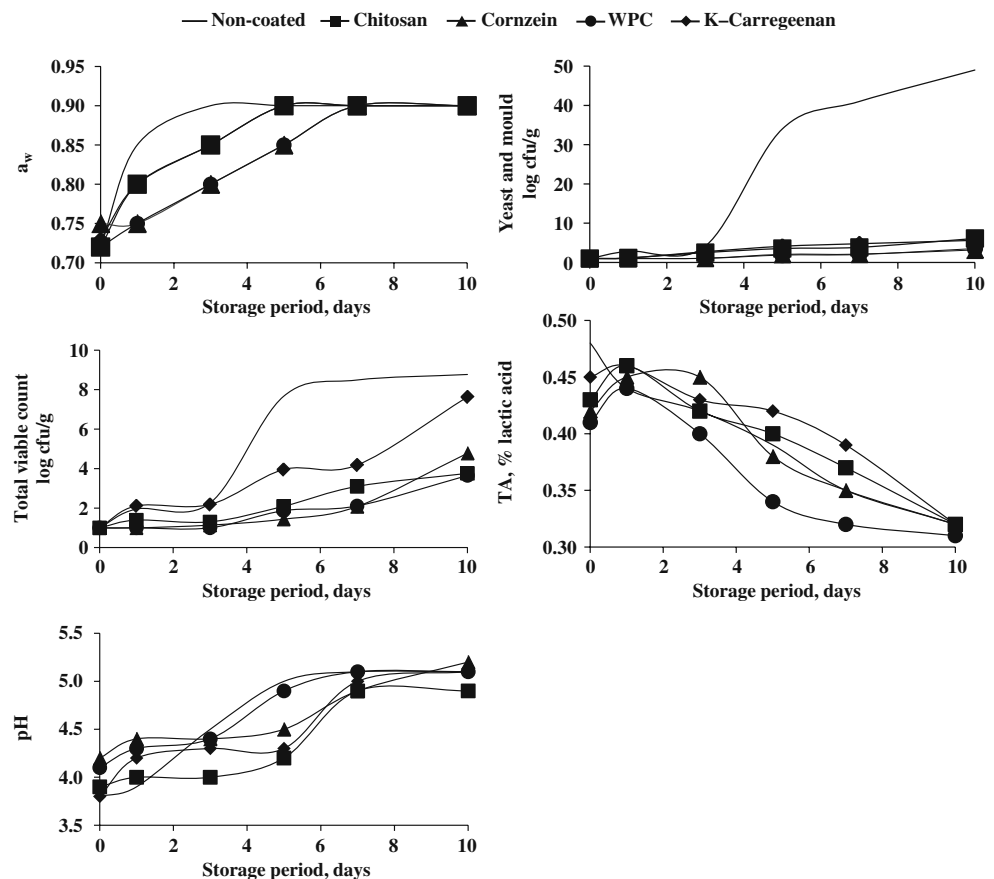 Non-coated Chitosan Cornzein WPC K–Carregeenan
0.95
0.90
0.85
0.80
0.75
0.70
a_w
0 2 4 6 8 10
Storage period, days
50
40
30
20
10
0
Yeast and mould
log cfu/g
0 2 4 6 8 10
Storage period, days
10
8
6
4
2
0
Total viable count
log cfu/g
0 2 4 6 8 10
Storage period, days
0.50
0.45
0.40
0.35
0.30
TA, % lactic acid
0 2 4 6 8 10
Storage period, days
5.5
5.0
4.5
4.0
3.5
pH
0 2 4 6 8 10
Storage period, days